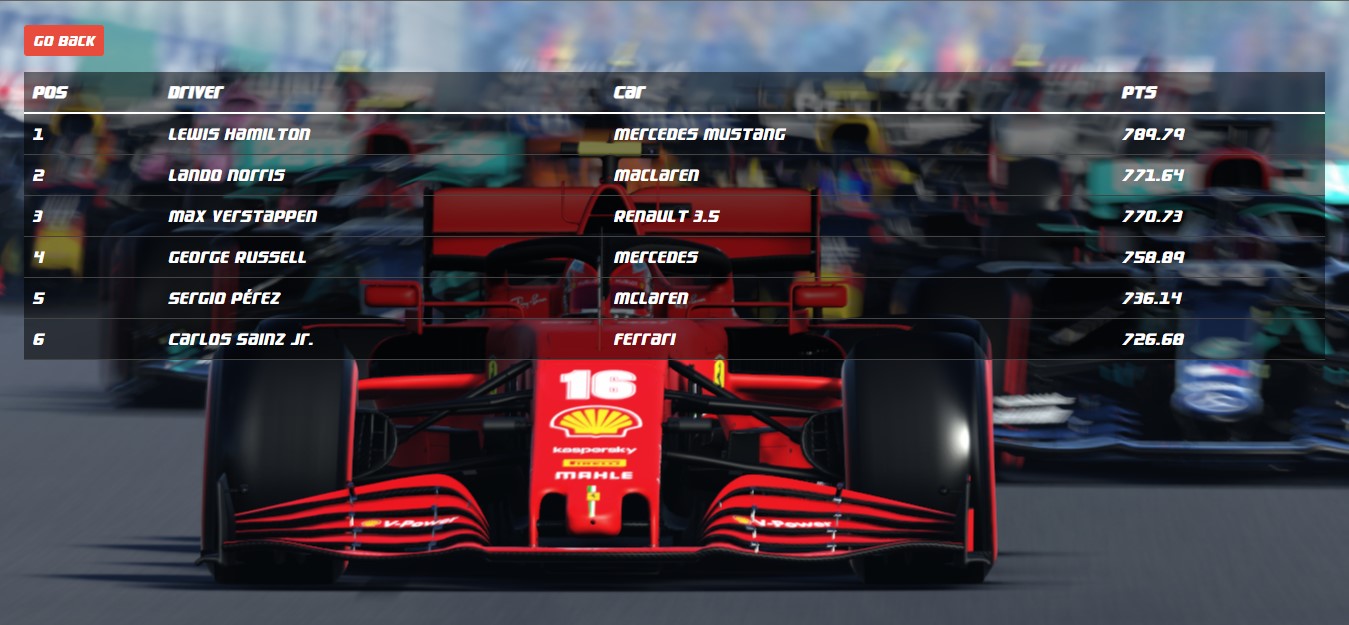 GO BACK
POS DRIVER CAR PTS
1 LEWIS HAMILTON MERCEDES MUSTANG 789.79
2 LANDO NORRIS MACLAREN 771.64
3 MAX VERSTAPPEN RENAULT 3.5 770.73
4 GEORGE RUSSELL MERCEDES 758.89
5 SERGIO PÉREZ MCLAREN 736.14
6 CARLOS SAINZ JR. FERRARI 726.68
16
kaspersky
PIRELLI
MAHLE
V-Power V-Power